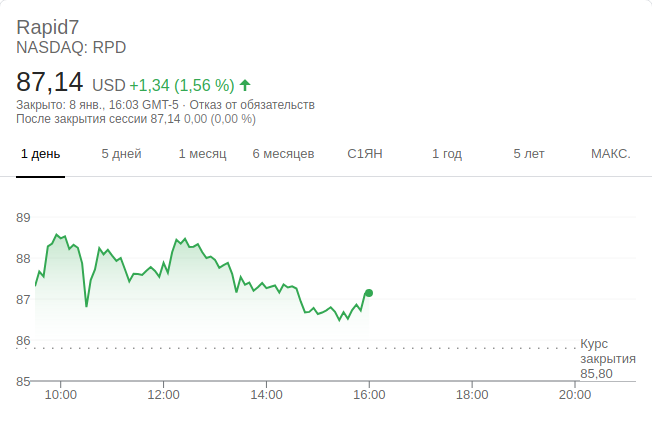 Rapid7
NASDAQ: RPD
87,14 USD +1,34 (1,56 %)
Закрыто: 8 янв., 16:03 GMT-5 · Отказ от обязательств
После закрытия сессии 87,14 0,00 (0,00 %)
1 день 5 дней 1 месяц 6 месяцев С1ЯН 1 год 5 лет МАКС.
89
88
87
86
85
Курс
закрытия
85,80
10:00 12:00 14:00 16:00 18:00 20:00